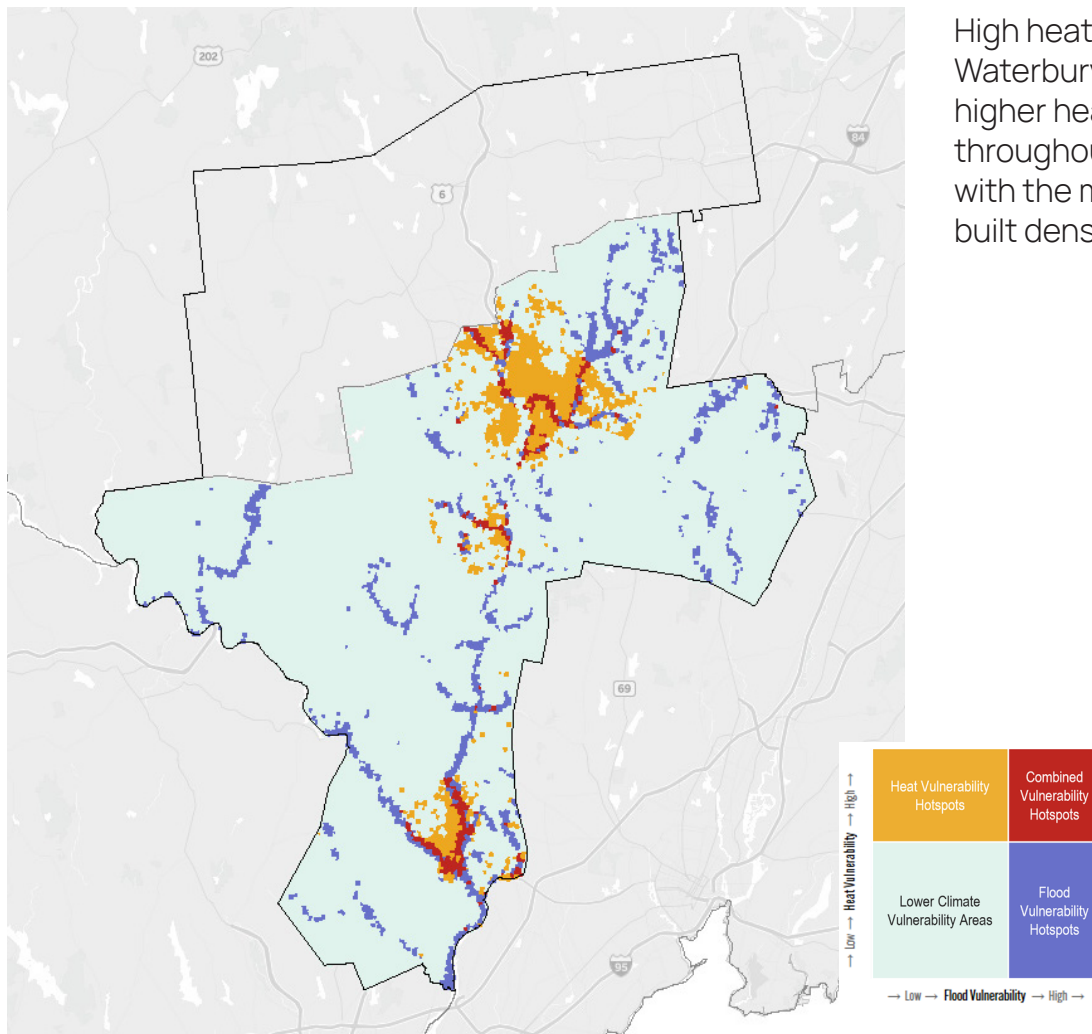 High heat
Waterbury
higher hea
throughou
with the m
built dens
202
84
6
69
95
→ Low → Heat Vulnerability → High →
Heat Vulnerability
Hotspots
Combined
Vulnerability
Hotspots
Lower Climate
Vulnerability Areas
Flood
Vulnerability
Hotspots
→ Low → Flood Vulnerability → High →